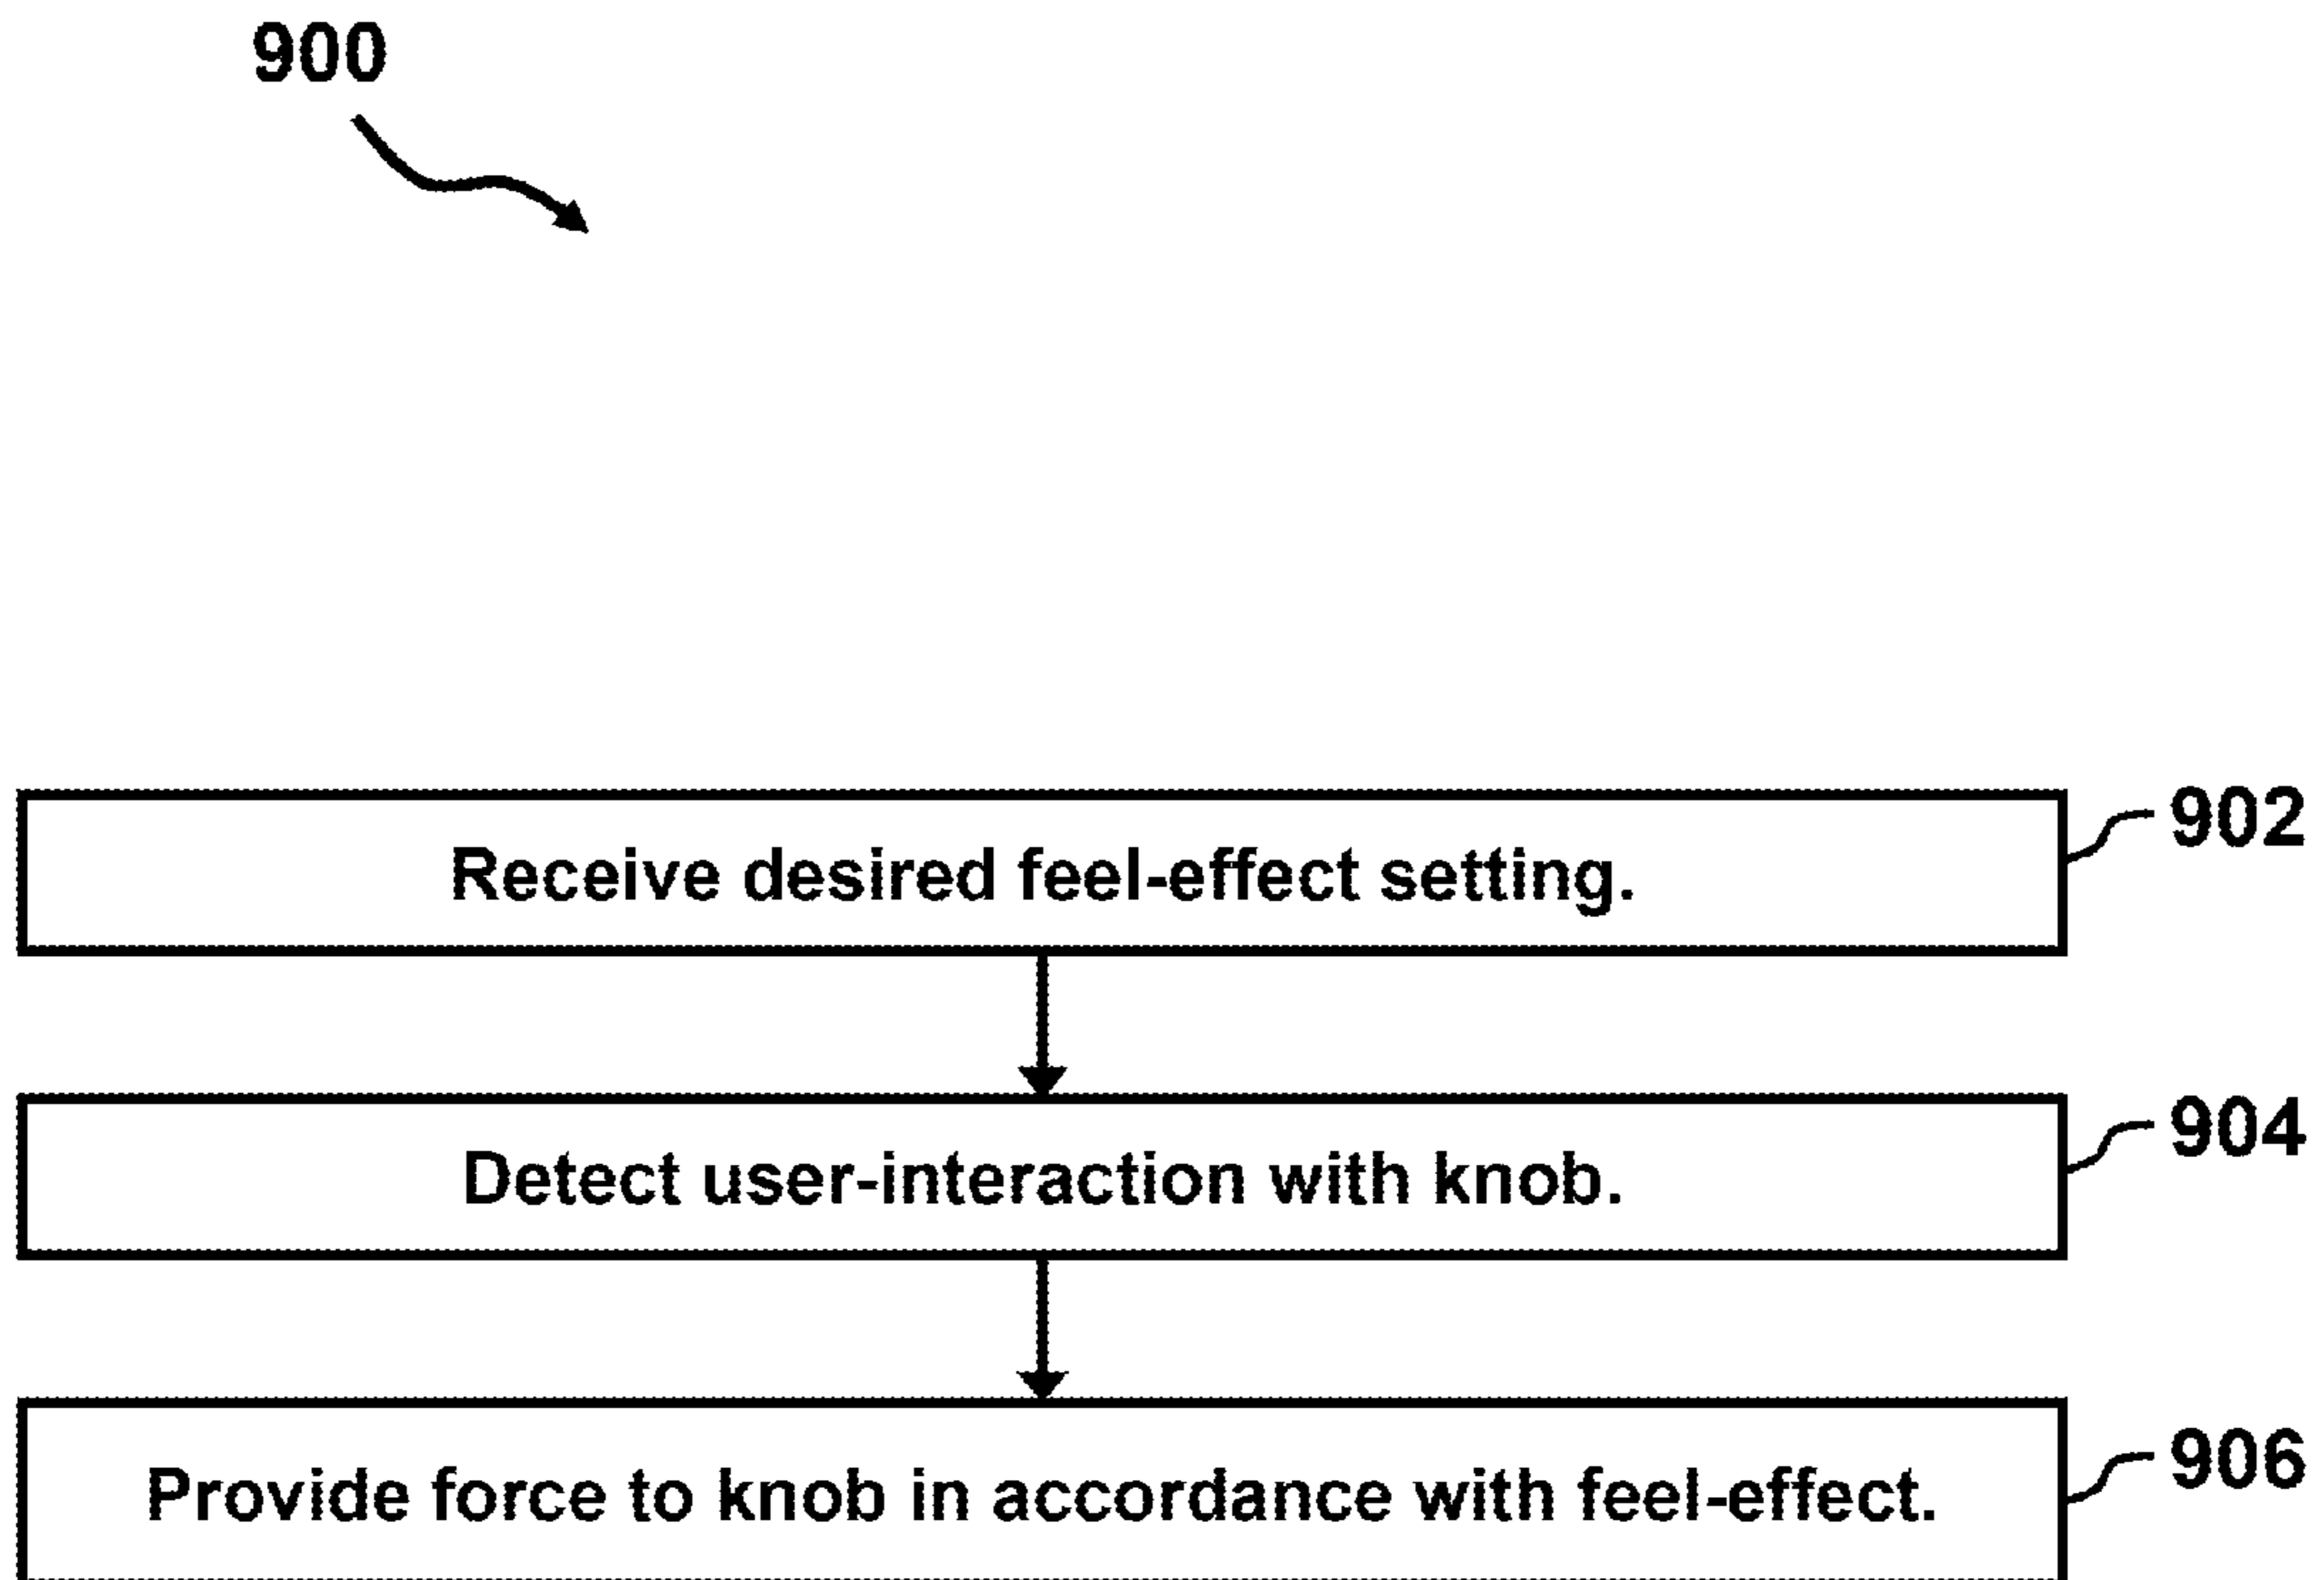 900
Receive desired feel-effect setting.
902
Detect user-interaction with knob.
904
Provide force to knob in accordance with feel-effect.
906